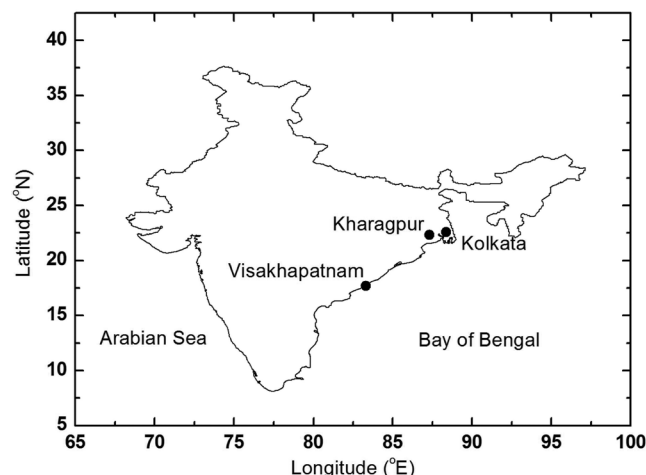 40
35
30
25
20
15
10
5
Latitude (°N)
Kharagpur
Kolkata
Visakhapatnam
Arabian Sea
Bay of Bengal
65 70 75 80 85 90 95 100
Longitude (°E)